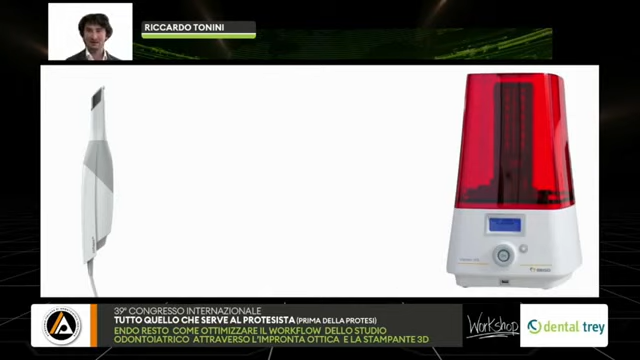 RICCARDO TONINI
39° CONGRESSO INTERNAZIONALE
TUTTO QUELLO CHE SERVE AL PROTESISTA (PRIMA DELLA PROTESI)
ENDO RESTO COME OTTIMIZZARE IL WORKFLOW DELLO STUDIO
ODONTOIATRICO ATTRAVERSO L'IMPRONTA OTTICA E LA STAMPANTE 3D
Workshop
dental trey